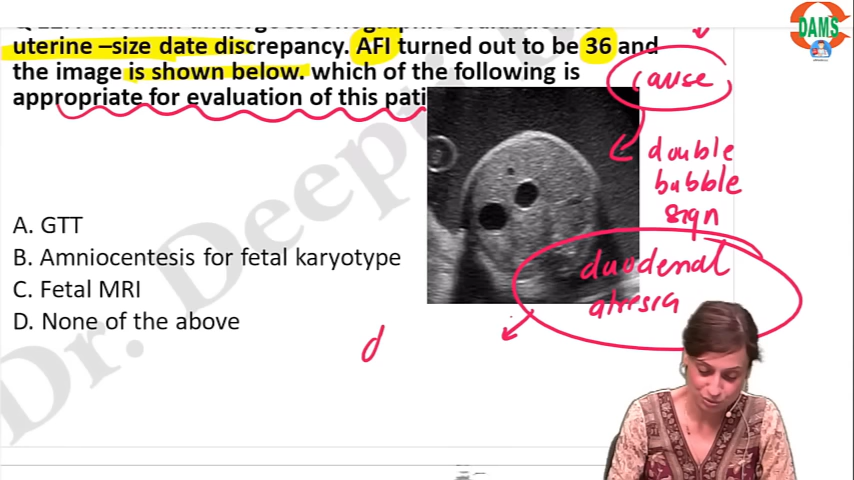 uterine –size date discrepancy. AFI turned out to be 36 and
the image is shown below. which of the following is
appropriate for evaluation of this pati
A. GTT
B. Amniocentesis for fetal karyotype
C. Fetal MRI
D. None of the above
cause
double
bubble
sign
duodenal
atresia
d
Dr. Deepti
DAMS